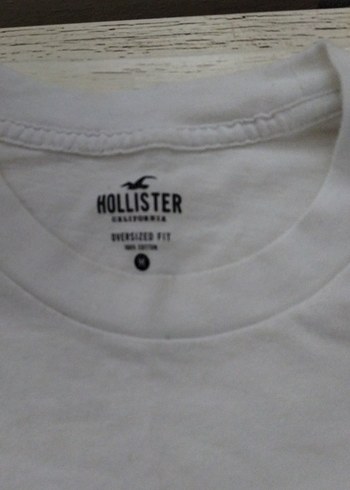 HOLLISTER
CALIFORNIA
OVERSIZED FIT
100% COTTON